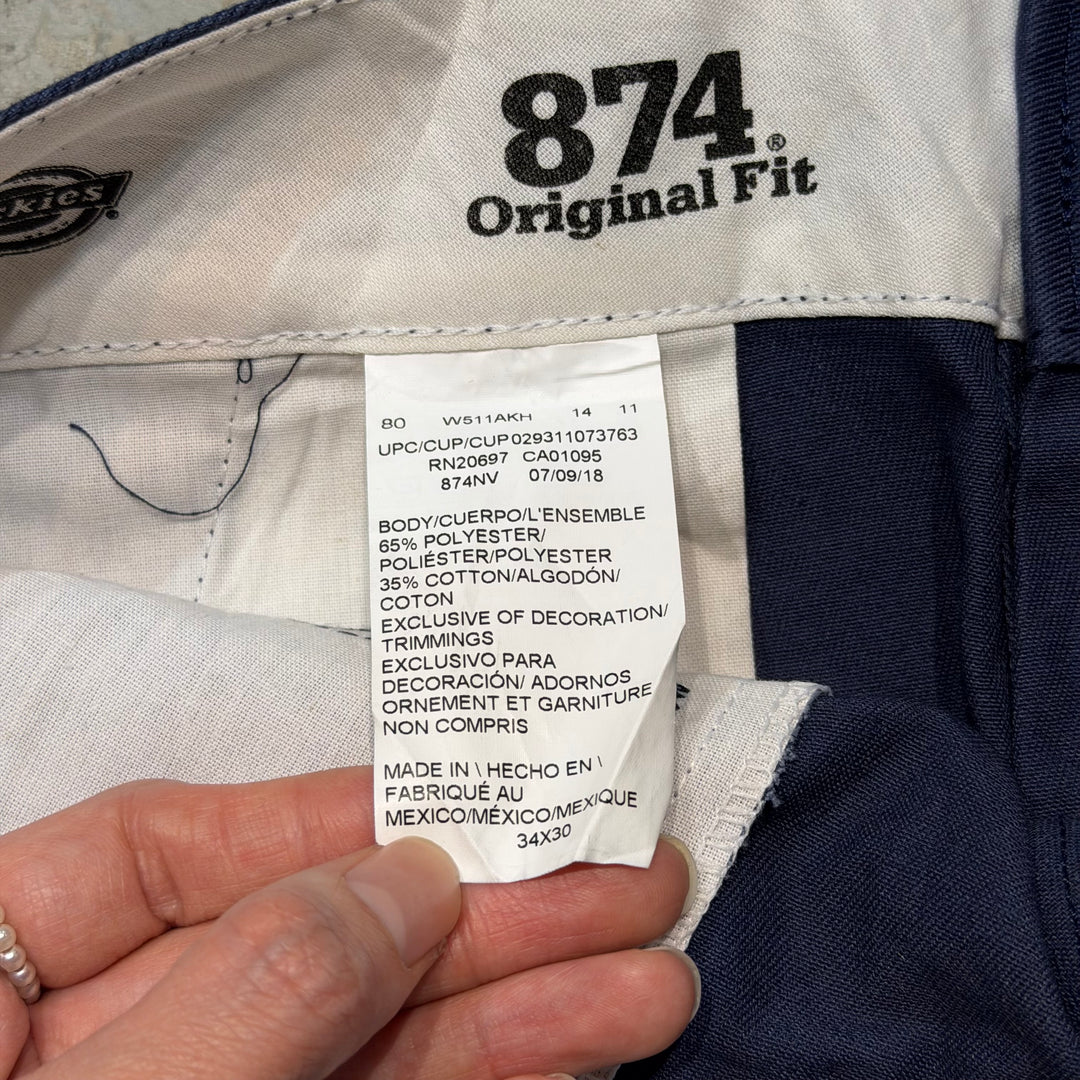 874®
Original Fit
80 W511AKH 14 11
UPC/CUP/CUP029311073763
RN20697 CA01095
874NV 07/09/18
BODY/CUERPO/L'ENSEMBLE
65% POLYESTER/
POLIÉSTER/POLYESTER
35% COTTON/ALGODÓN/
COTON
EXCLUSIVE OF DECORATION/
TRIMMINGS
EXCLUSIVO PARA
DECORACIÓN/ ADORNOS
ORNEMENT ET GARNITURE
NON COMPRIS
MADE IN \ HECHO EN \
FABRIQUÉ AU
MEXICO/MÉXICO/MEXIQUE
34X30